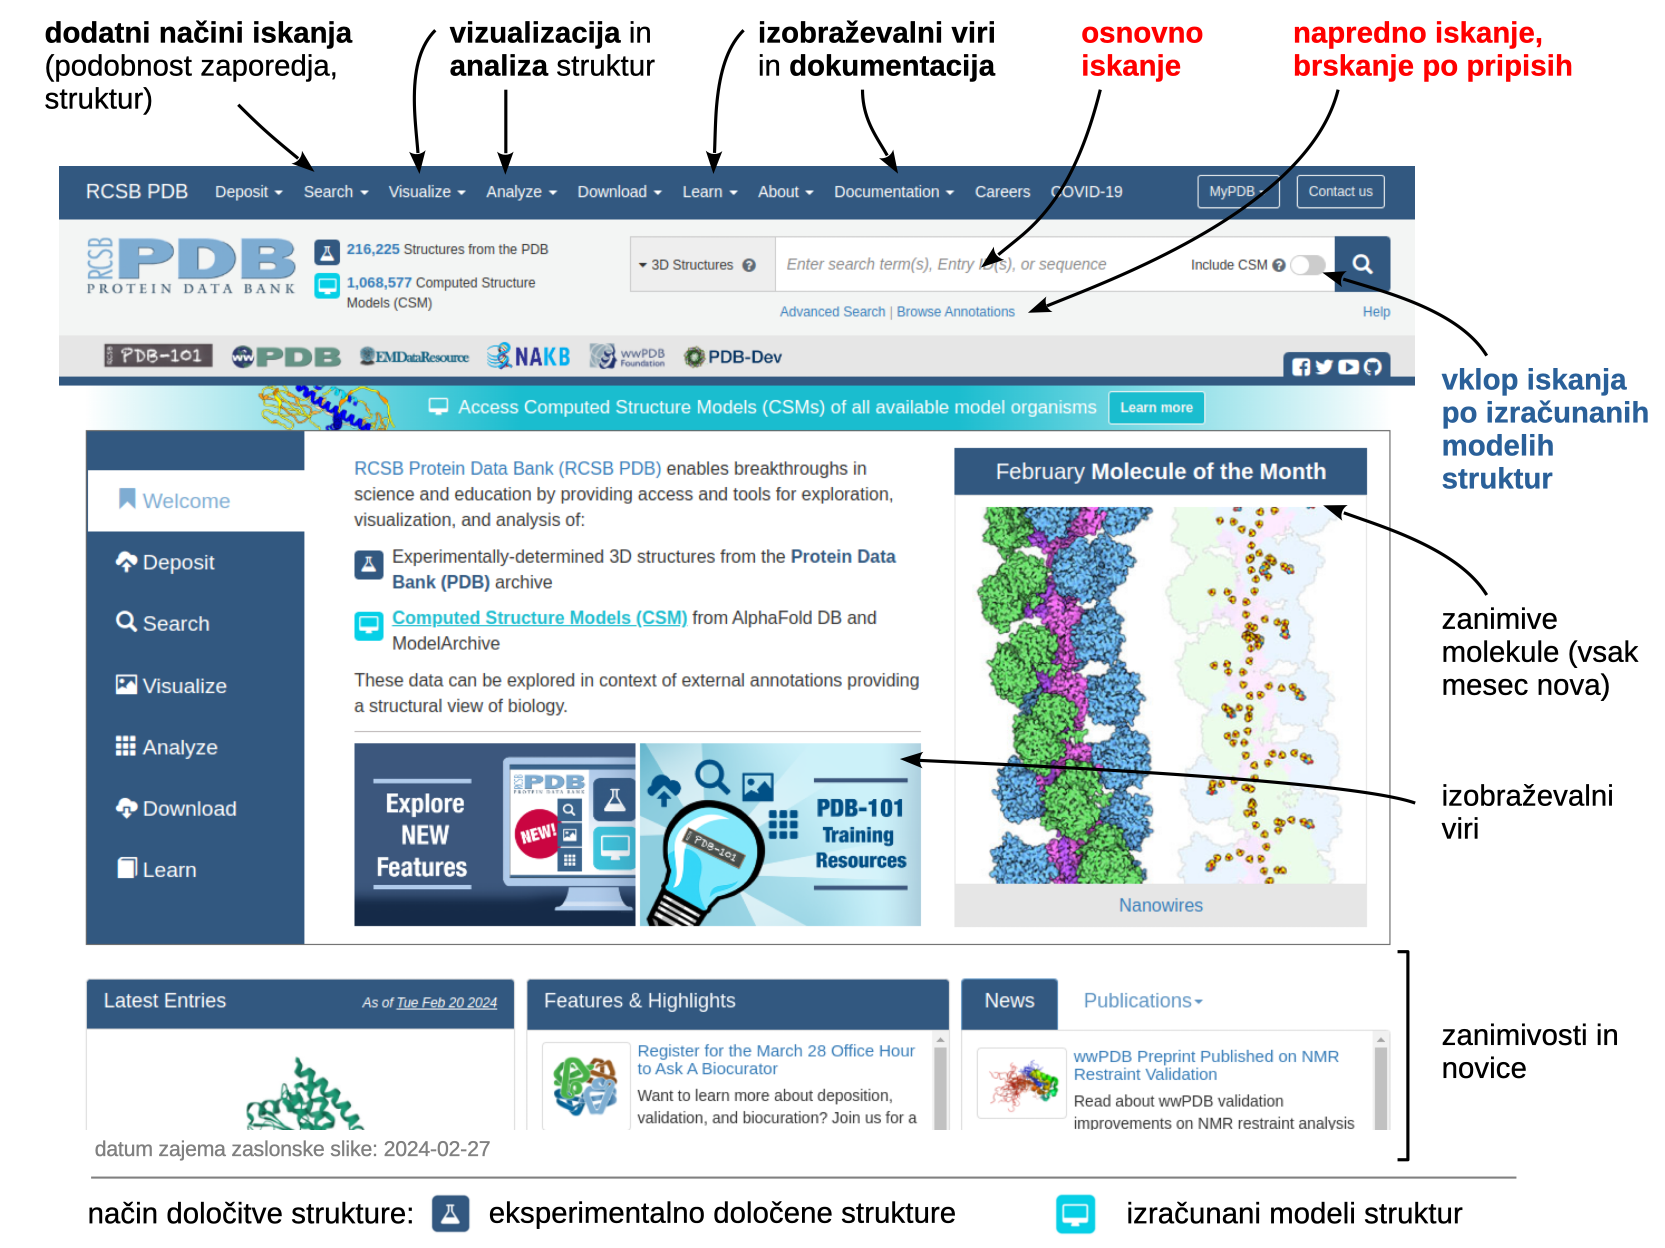 dodatni načini iskanja
(podobnost zaporedja,
struktur)
vizualizacija in
analiza struktur
izobraževalni viri
in dokumentacija
osnovno
iskanje
napredno iskanje,
brskanje po pripisih
RCSB PDB Deposit Search Visualize Analyze Download Learn About Documentation Careers COVID-19 MyPDB Contact us
RCSB PDB
PROTEIN DATA BANK
216,225 Structures from the PDB
1,068,577 Computed Structure
Models (CSM)
3D Structures
Enter search term(s), Entry ID(s), or sequence
Include CSM
Advanced Search | Browse Annotations
Help
RCSB PDB-101 wwPDB EMDataResource NAKB wwPDB Foundation PDB-Dev
vklop iskanja
po izračunanih
modelih
struktur
Access Computed Structure Models (CSMs) of all available model organisms Learn more
Welcome
Deposit
Search
Visualize
Analyze
Download
Learn
RCSB Protein Data Bank (RCSB PDB) enables breakthroughs in
science and education by providing access and tools for exploration,
visualization, and analysis of:
Experimentally-determined 3D structures from the Protein Data
Bank (PDB) archive
Computed Structure Models (CSM) from AlphaFold DB and
ModelArchive
These data can be explored in context of external annotations providing
a structural view of biology.
Explore
NEW
Features
RCSB PDB
PROTEIN DATA BANK
NEW!
PDB-101
PDB-101
Training
Resources
February Molecule of the Month
Nanowires
zanimive
molekule (vsak
mesec nova)
izobraževalni
viri
Latest Entries As of Tue Feb 20 2024
Features & Highlights
Register for the March 28 Office Hour
to Ask A Biocurator
Want to learn more about deposition,
validation, and biocuration? Join us for a
News Publications
wwPDB Preprint Published on NMR
Restraint Validation
Read about wwPDB validation
improvements on NMR restraint analysis
zanimivosti in
novice
datum zajema zaslonske slike: 2024-02-27
način določitve strukture: eksperimentalno določene strukture izračunani modeli struktur